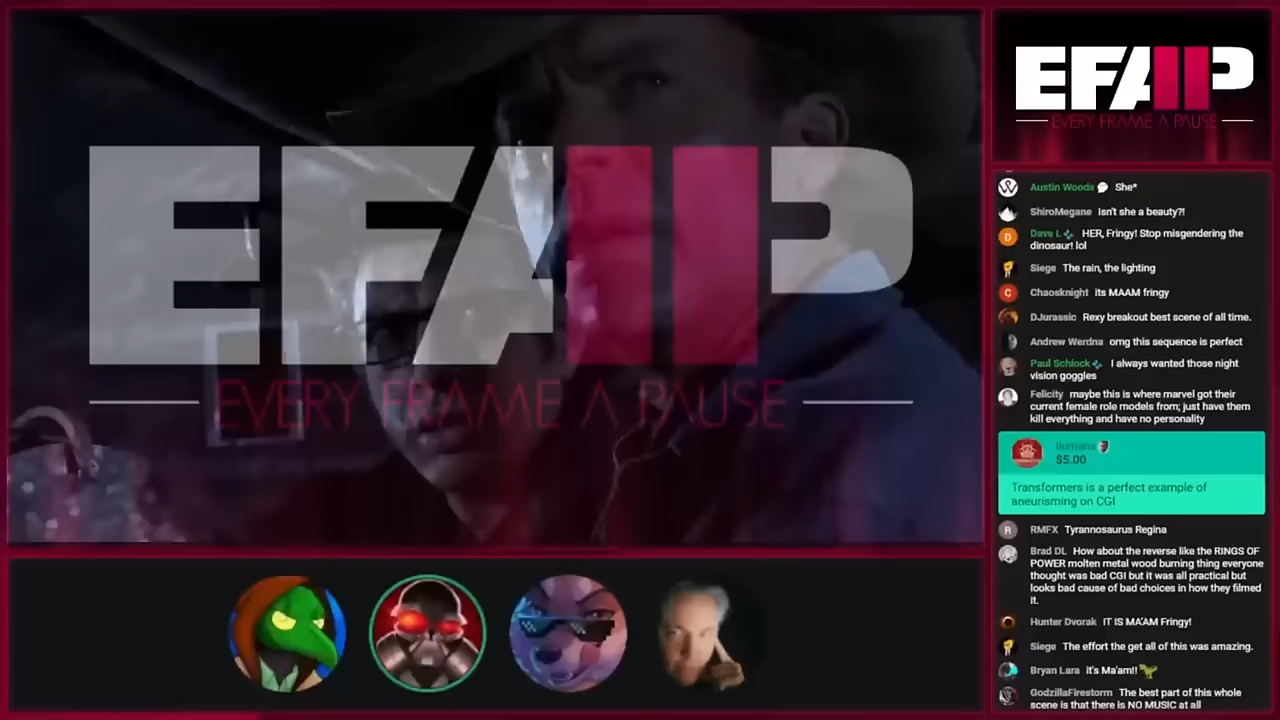 EFAP
EVERY FRAME A PAUSE
EFAP
EVERY FRAME A PAUSE
Austin Woods She*
ShiroMegane Isn't she a beauty?!
Dave L HER, Fringy! Stop misgendering the
dinosaur! lol
Siege The rain, the lighting
Chaosknight its MAAM fringy
DJurassic Rexy breakout best scene of all time.
Andrew Werdna omg this sequence is perfect
Paul Schlock I always wanted those night
vision goggles
Felicity maybe this is where marvel got their
current female role models from; just have them
kill everything and have no personality
$5.00
Transformers is a perfect example of
aneurisming on CGI
R RMFX Tyrannosaurus Regina
Brad DL How about the reverse like the RINGS OF
POWER molten metal wood burning thing everyone
thought was bad CGI but it was all practical but
looks bad cause of bad choices in how they filmed
it.
Hunter Dvorak IT IS MA'AM Fringy!
Siege The effort the get all of this was amazing.
Bryan Lara it's Ma'am!!
GodzillaFirestorm The best part of this whole
scene is that there is NO MUSIC at all